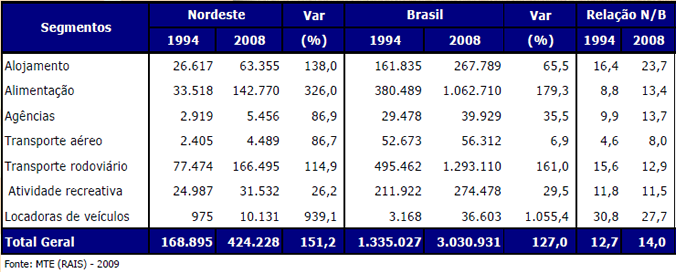 Segmentos Nordeste Var (%) Brasil Var (%) Relação N/B
1994 2008 1994 2008 1994 2008
Alojamento 26.617 63.355 138,0 161.835 267.789 65,5 16,4 23,7
Alimentação 33.518 142.770 326,0 380.489 1.062.710 179,3 8,8 13,4
Agências 2.919 5.456 86,9 29.478 39.929 35,5 9,9 13,7
Transporte aéreo 2.405 4.489 86,7 52.673 56.312 6,9 4,6 8,0
Transporte rodoviário 77.474 166.495 114,9 495.462 1.293.110 161,0 15,6 12,9
Atividade recreativa 24.987 31.532 26,2 211.922 274.478 29,5 11,8 11,5
Locadoras de veículos 975 10.131 939,1 3.168 36.603 1.055,4 30,8 27,7
Total Geral 168.895 424.228 151,2 1.335.027 3.030.931 127,0 12,7 14,0
Fonte: MTE (RAIS) - 2009